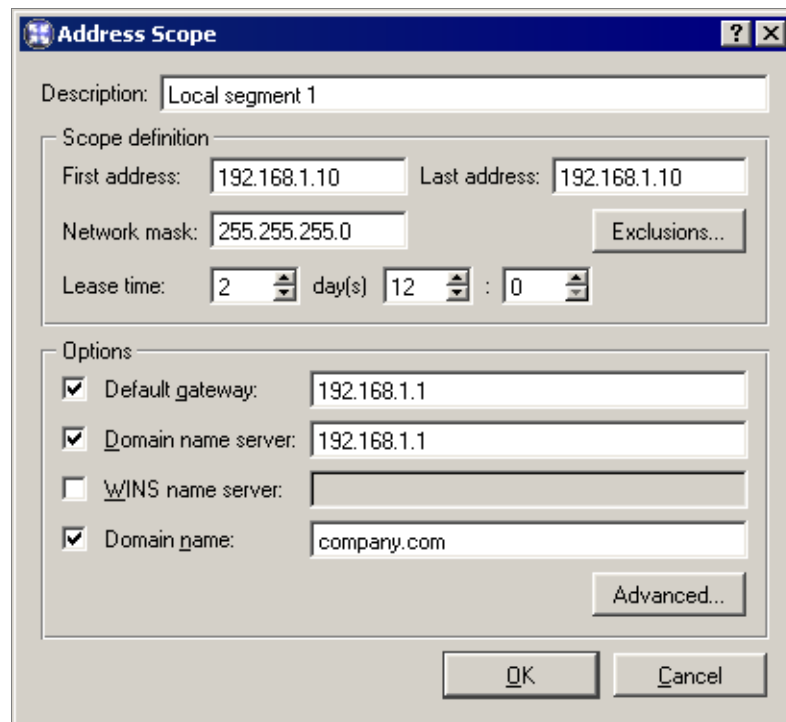 Address Scope
Description: Local segment 1
Scope definition
First address: 192.168.1.10 Last address: 192.168.1.10
Network mask: 255.255.255.0 Exclusions...
Lease time: 2 day(s) 12 : 0
Options
Default gateway: 192.168.1.1
Domain name server: 192.168.1.1
WINS name server:
Domain name: company.com
Advanced...
OK Cancel